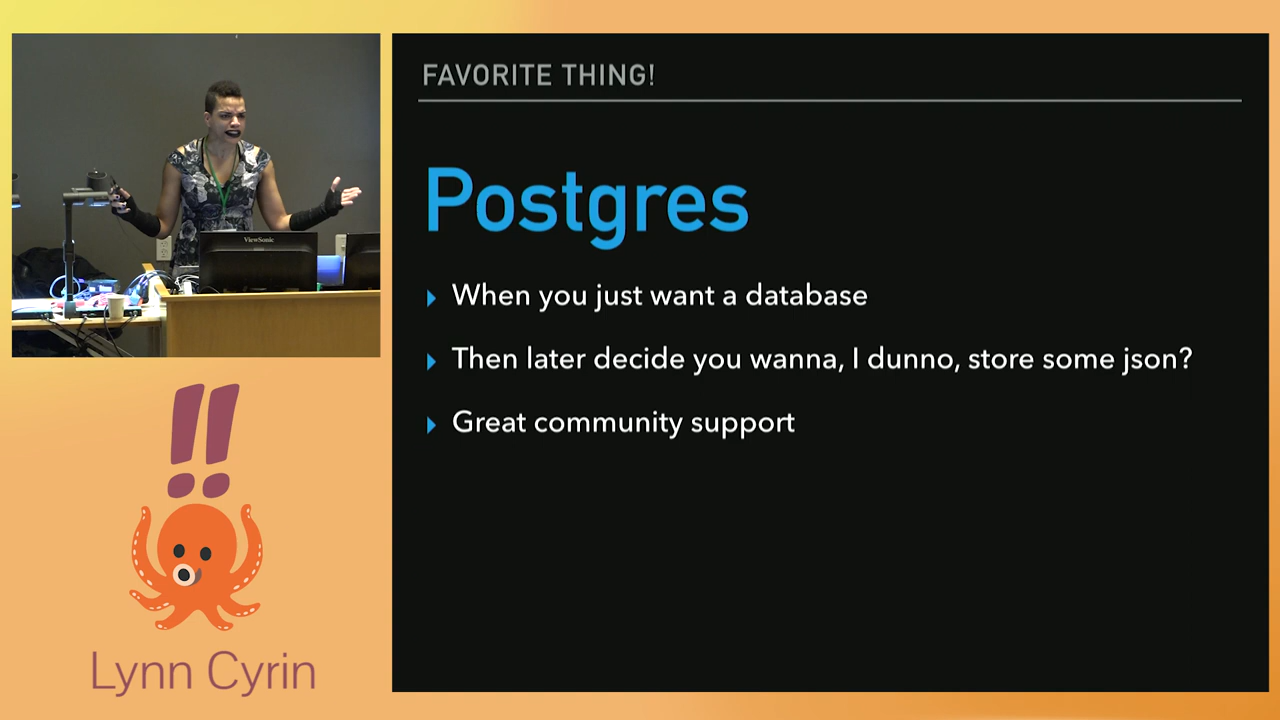 FAVORITE THING!
Postgres
When you just want a database
Then later decide you wanna, I dunno, store some json?
Great community support
ViewSonic
!!
Lynn Cyrin